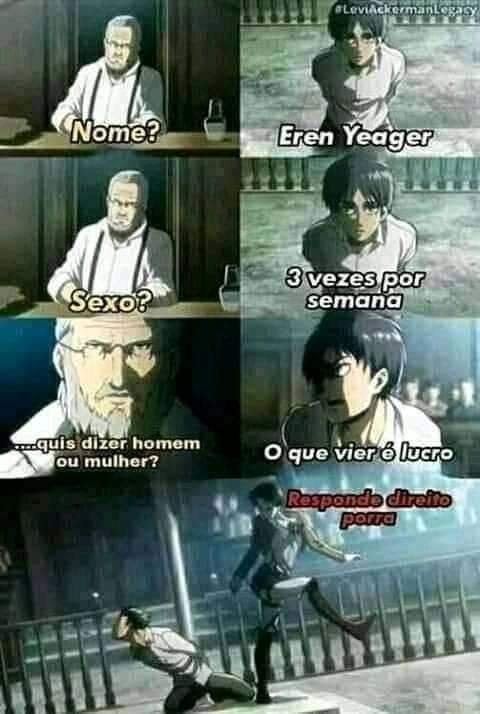 #LeviAckermanLegacy
Nome?
Eren Yeager
Sexo?
3 vezes por
semana
....quis dizer homem
ou mulher?
O que vier é lucro
Responde direito
porra